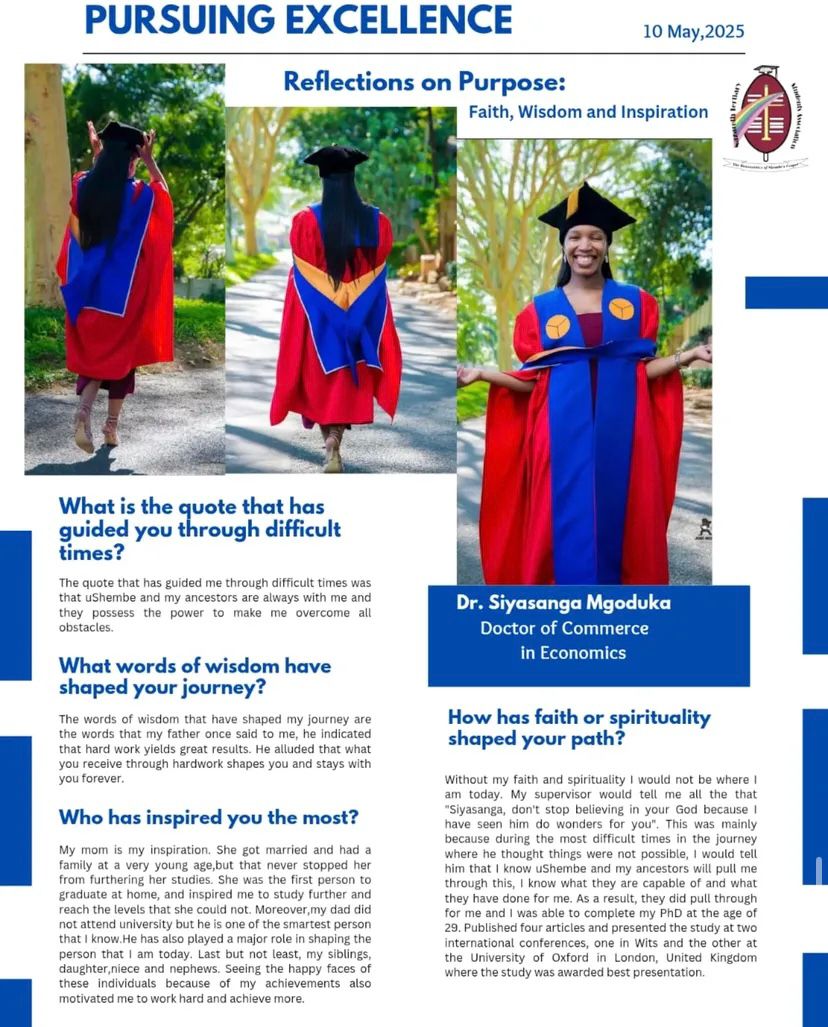 PURSUING EXCELLENCE
10 May,2025
Reflections on Purpose:
Faith, Wisdom and Inspiration
Nazareth Tertiary
Students Association
What is the quote that has
guided you through difficult
times?
The quote that has guided me through difficult times was
that uShembe and my ancestors are always with me and
they possess the power to make me overcome all
obstacles.
What words of wisdom have
shaped your journey?
The words of wisdom that have shaped my journey are
the words that my father once said to me, he indicated
that hard work yields great results. He alluded that what
you receive through hardwork shapes you and stays with
you forever.
Who has inspired you the most?
My mom is my inspiration. She got married and had a
family at a very young age,but that never stopped her
from furthering her studies. She was the first person to
graduate at home, and inspired me to study further and
reach the levels that she could not. Moreover,my dad did
not attend university but he is one of the smartest person
that I know.He has also played a major role in shaping the
person that I am today. Last but not least, my siblings,
daughter,niece and nephews. Seeing the happy faces of
these individuals because of my achievements also
motivated me to work hard and achieve more.
Dr. Siyasanga Mgoduka
Doctor of Commerce
in Economics
How has faith or spirituality
shaped your path?
Without my faith and spirituality I would not be where I
am today. My supervisor would tell me all the that
"Siyasanga, don't stop believing in your God because I
have seen him do wonders for you". This was mainly
because during the most difficult times in the journey
where he thought things were not possible, I would tell
him that I know uShembe and my ancestors will pull me
through this, I know what they are capable of and what
they have done for me. As a result, they did pull through
for me and I was able to complete my PhD at the age of
29. Published four articles and presented the study at two
international conferences, one in Wits and the other at
the University of Oxford in London, United Kingdom
where the study was awarded best presentation.